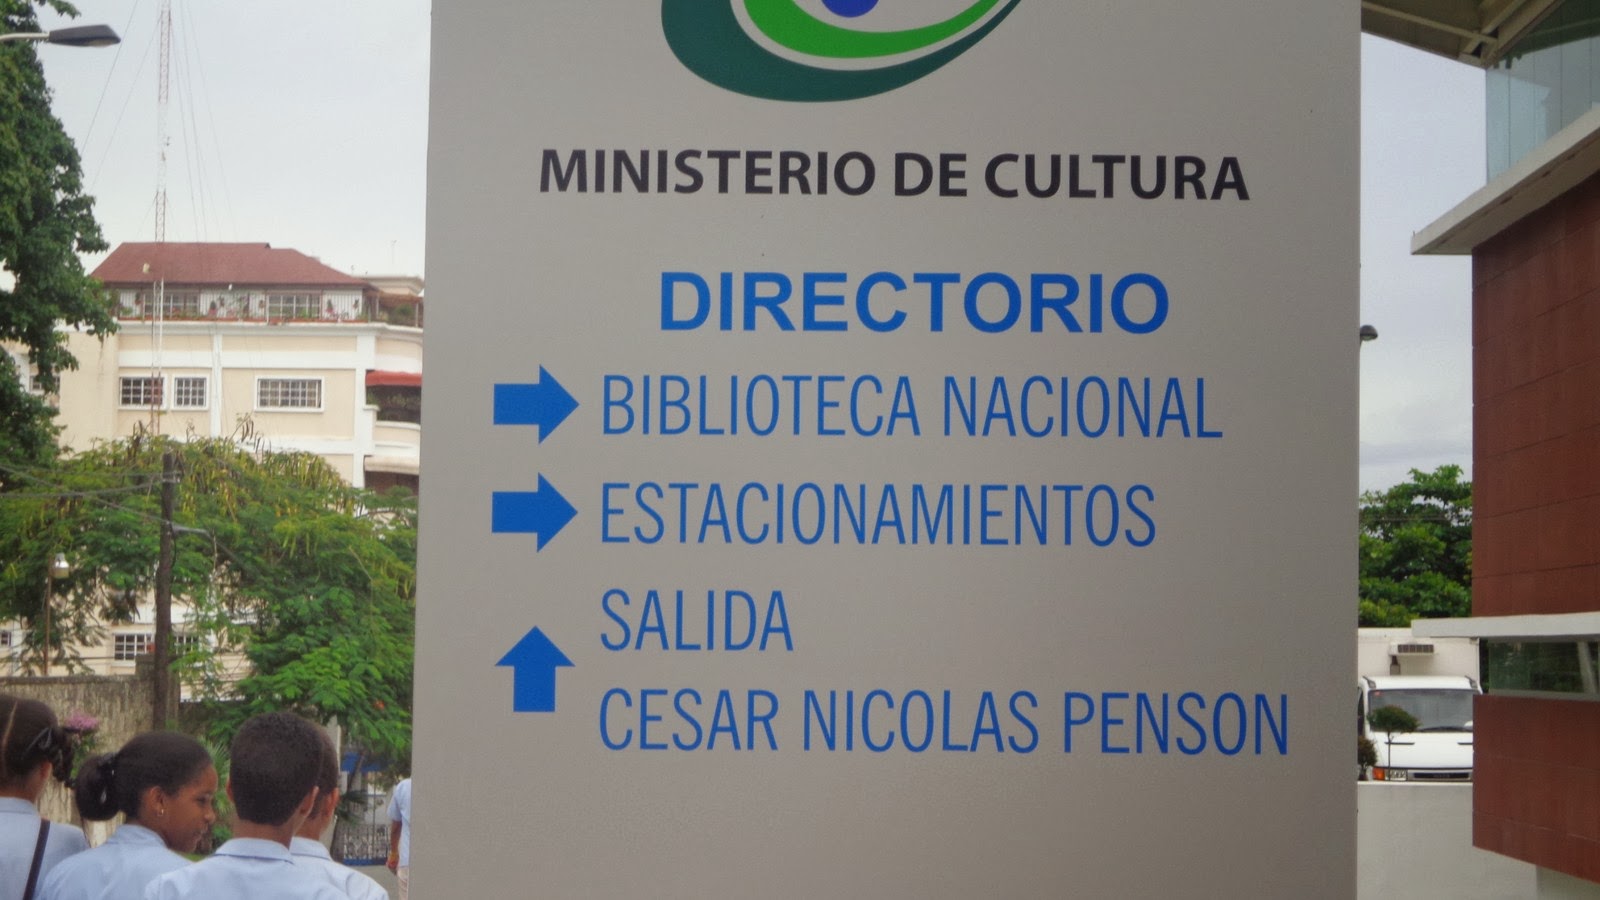 MINISTERIO DE CULTURA
DIRECTORIO
BIBLIOTECA NACIONAL
ESTACIONAMIENTOS
SALIDA
CESAR NICOLAS PENSON